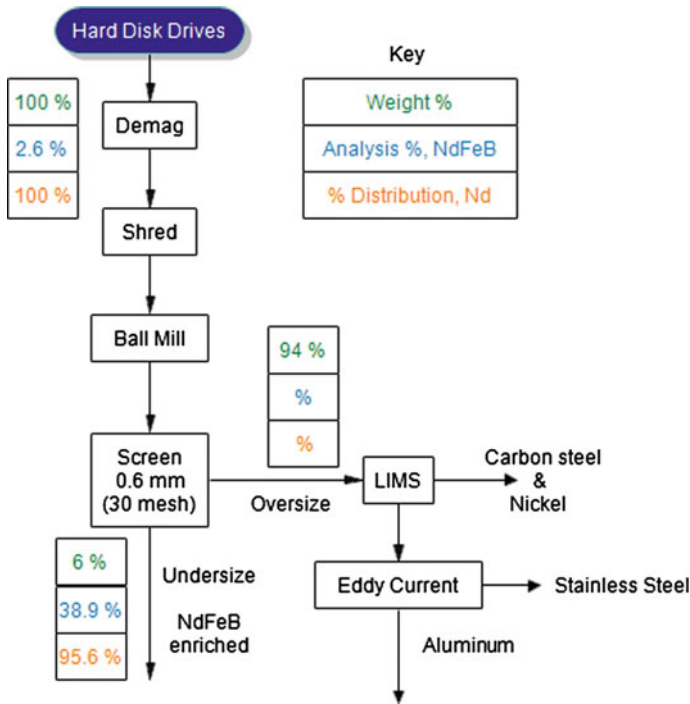 Hard Disk Drives
Key
100 %
2.6 %
100 %
Demag
Weight %
Analysis %, NdFeB
% Distribution, Nd
Shred
Ball Mill
94 %
%
%
Screen
0.6 mm
(30 mesh)
Oversize
LIMS
Carbon steel
&
Nickel
6 %
38.9 %
95.6 %
Undersize
NdFeB
enriched
Eddy Current
Stainless Steel
Aluminum